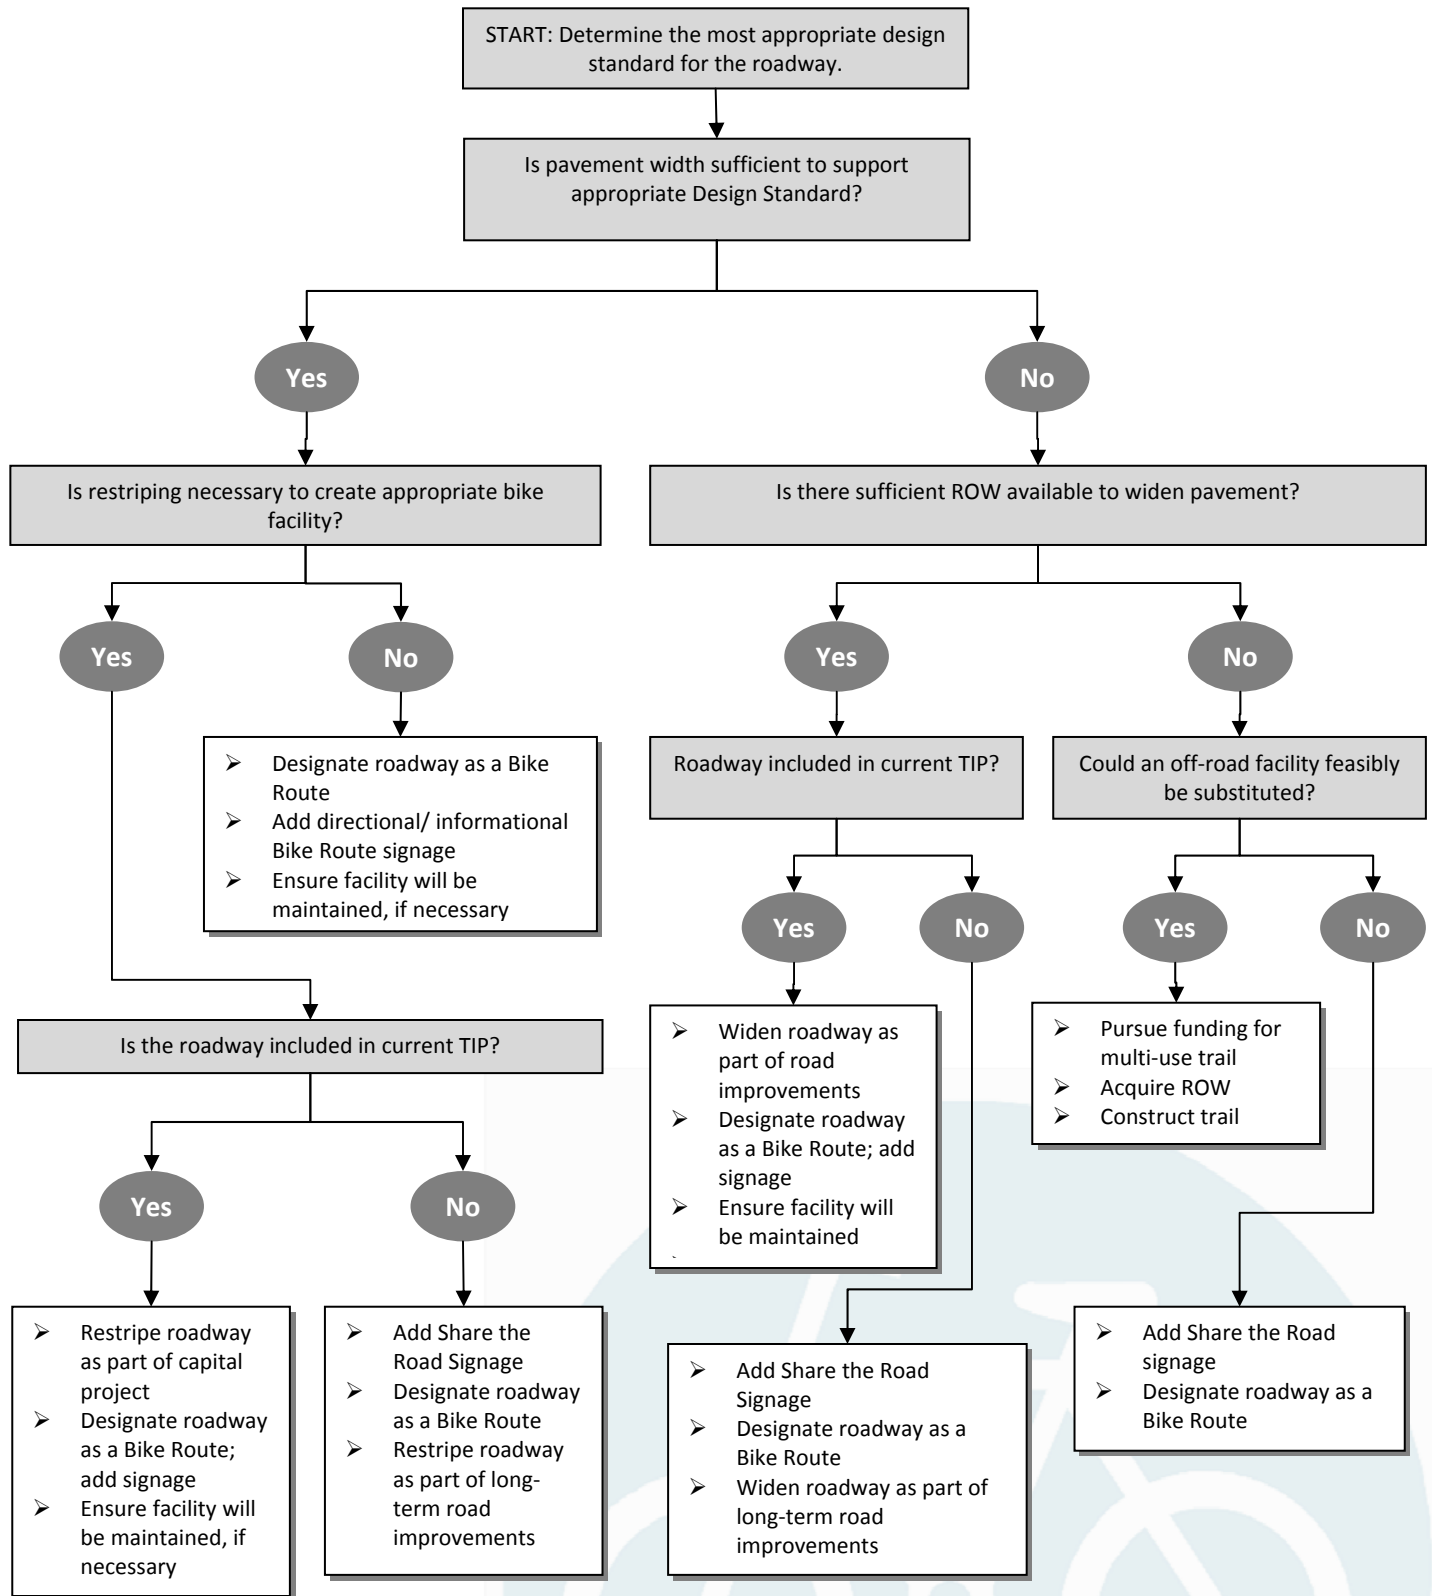 START: Determine the most appropriate design
standard for the roadway.
Is pavement width sufficient to support
appropriate Design Standard?
Yes
No
Is restriping necessary to create appropriate bike
facility?
Is there sufficient ROW available to widen pavement?
Yes
No
Yes
No
➢ Designate roadway as a Bike
Route
➢ Add directional/ informational
Bike Route signage
➢ Ensure facility will be
maintained, if necessary
Roadway included in current TIP?
Could an off-road facility feasibly
be substituted?
Yes
No
Yes
No
Is the roadway included in current TIP?
➢ Widen roadway as
part of road
improvements
➢ Designate roadway
as a Bike Route; add
signage
➢ Ensure facility will
be maintained
➢ Pursue funding for
multi-use trail
➢ Acquire ROW
➢ Construct trail
Yes
No
➢ Restripe roadway
as part of capital
project
➢ Designate roadway
as a Bike Route;
add signage
➢ Ensure facility will
be maintained, if
necessary
➢ Add Share the
Road Signage
➢ Designate roadway
as a Bike Route
➢ Restripe roadway
as part of long-
term road
improvements
➢ Add Share the Road
Signage
➢ Designate roadway as a
Bike Route
➢ Widen roadway as part of
long-term road
improvements
➢ Add Share the Road
signage
➢ Designate roadway as a
Bike Route